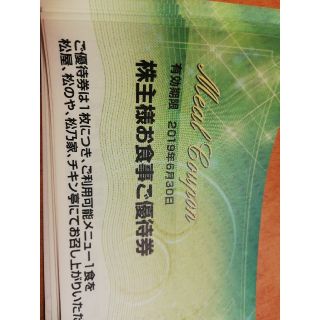 Meal Coupon
有効期限 2019年6月30日
株主様お食事ご優待券
ご優待券は1枚につき、ご利用可能メニュー1食を
松屋、松のや、松乃家、チキン亭にてお召し上がりいただ